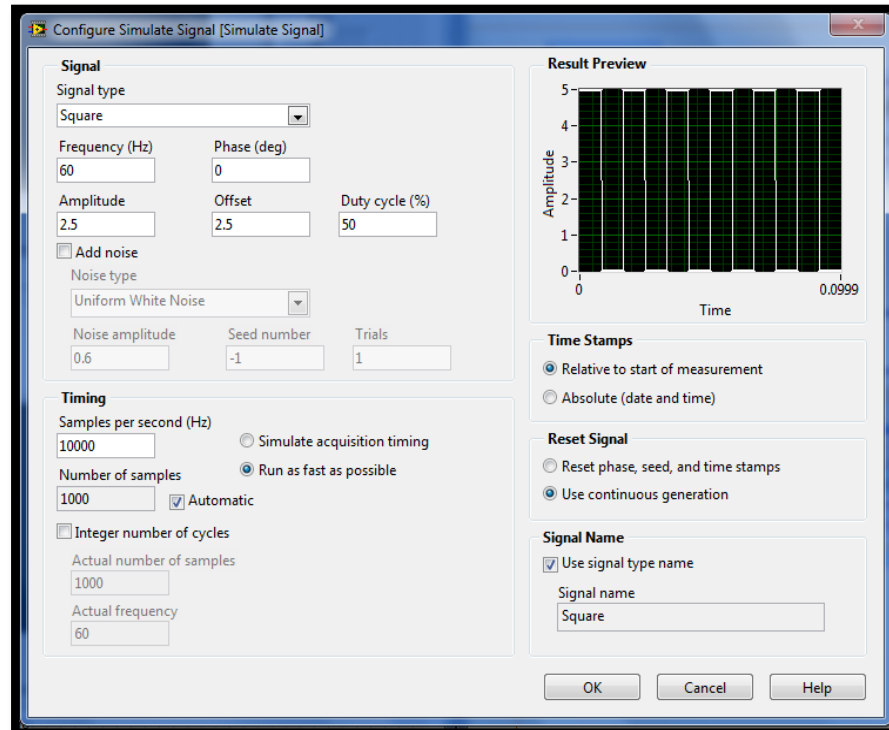 Configure Simulate Signal [Simulate Signal]
Signal
Signal type
Square
Frequency (Hz) Phase (deg)
60 0
Amplitude Offset Duty cycle (%)
2.5 2.5 50
Add noise
Noise type
Uniform White Noise
Noise amplitude Seed number Trials
0.6 -1 1
Timing
Samples per second (Hz)
10000
Simulate acquisition timing
Run as fast as possible
Number of samples
1000 Automatic
Integer number of cycles
Actual number of samples
1000
Actual frequency
60
Result Preview
Amplitude
5
4
3
2
1
0
0 0.0999
Time
Time Stamps
Relative to start of measurement
Absolute (date and time)
Reset Signal
Reset phase, seed, and time stamps
Use continuous generation
Signal Name
Use signal type name
Signal name
Square
OK Cancel Help